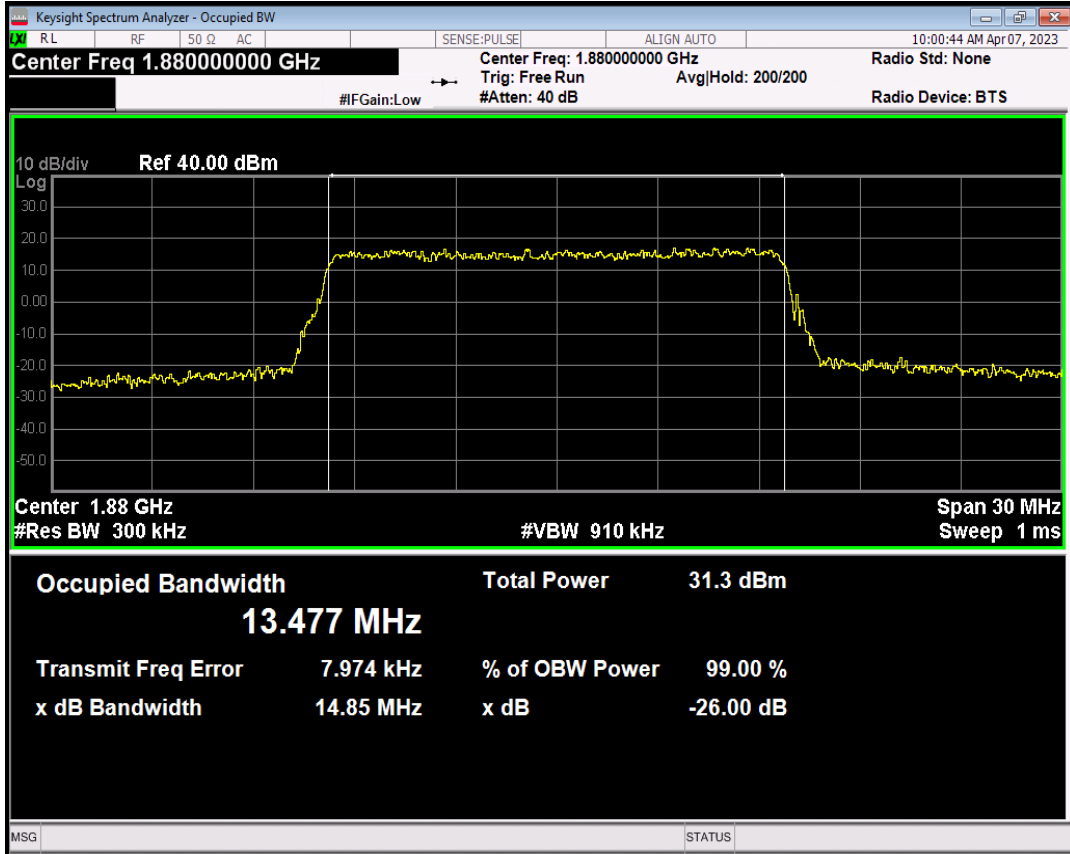 Keysight Spectrum Analyzer - Occupied BW
LXI RL RF 50 Ω AC SENSE:PULSE ALIGN AUTO 10:00:44 AM Apr 07, 2023
Center Freq 1.880000000 GHz Center Freq: 1.880000000 GHz Radio Std: None
Trig: Free Run Avg|Hold: 200/200
#IFGain:Low #Atten: 40 dB Radio Device: BTS
10 dB/div Ref 40.00 dBm
Log
30.0
20.0
10.0
0.00
-10.0
-20.0
-30.0
-40.0
-50.0
Center 1.88 GHz Span 30 MHz
#Res BW 300 kHz #VBW 910 kHz Sweep 1 ms
Occupied Bandwidth Total Power 31.3 dBm
13.477 MHz
Transmit Freq Error 7.974 kHz % of OBW Power 99.00 %
x dB Bandwidth 14.85 MHz x dB -26.00 dB
MSG STATUS